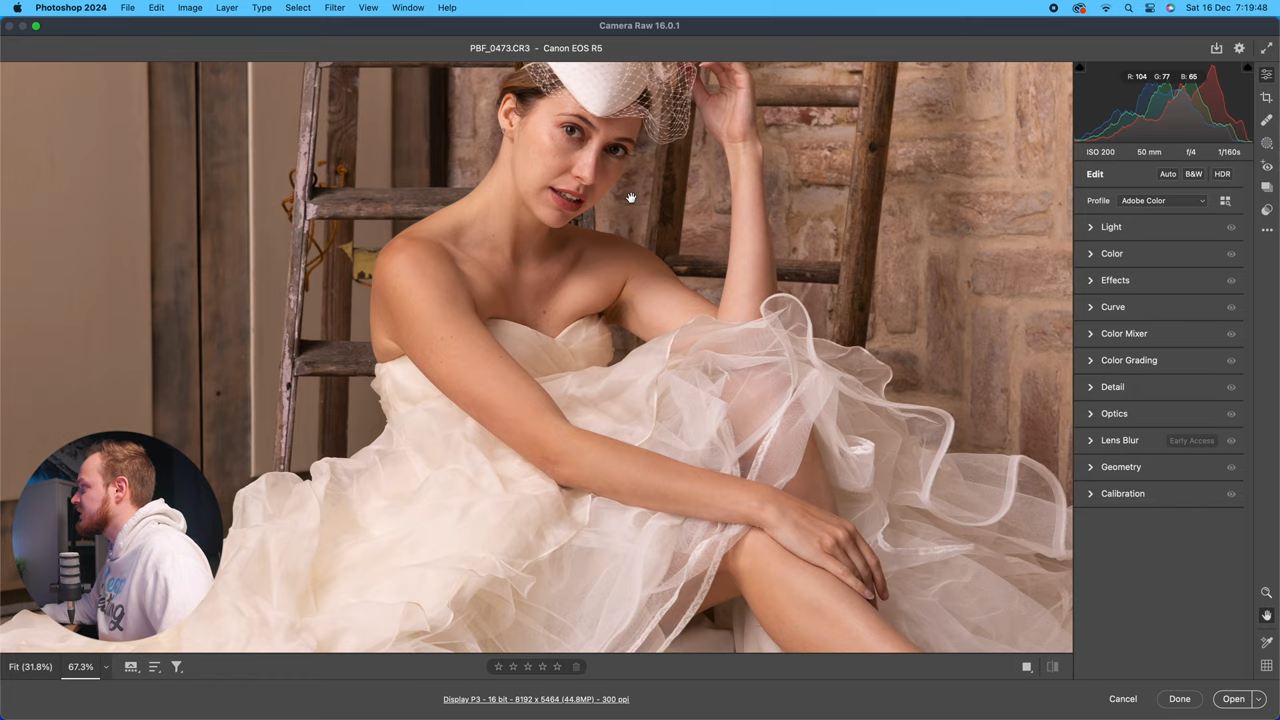 Photoshop 2024 File Edit Image Layer Type Select Filter View Window Help Sat 16 Dec 7:19:48
Camera Raw 16.0.1
PBF_0473.CR3 - Canon EOS R5
R: 104 G: 77 B: 65
ISO 200 50 mm f/4 1/160s
Edit Auto B&W HDR
Profile Adobe Color
Light
Color
Effects
Curve
Color Mixer
Color Grading
Detail
Optics
Lens Blur Early Access
Geometry
Calibration
Fit (31.8%) 67.3%
Display P3 - 16 bit - 8192 x 5464 (44.8MP) - 300 ppi
Cancel Done Open